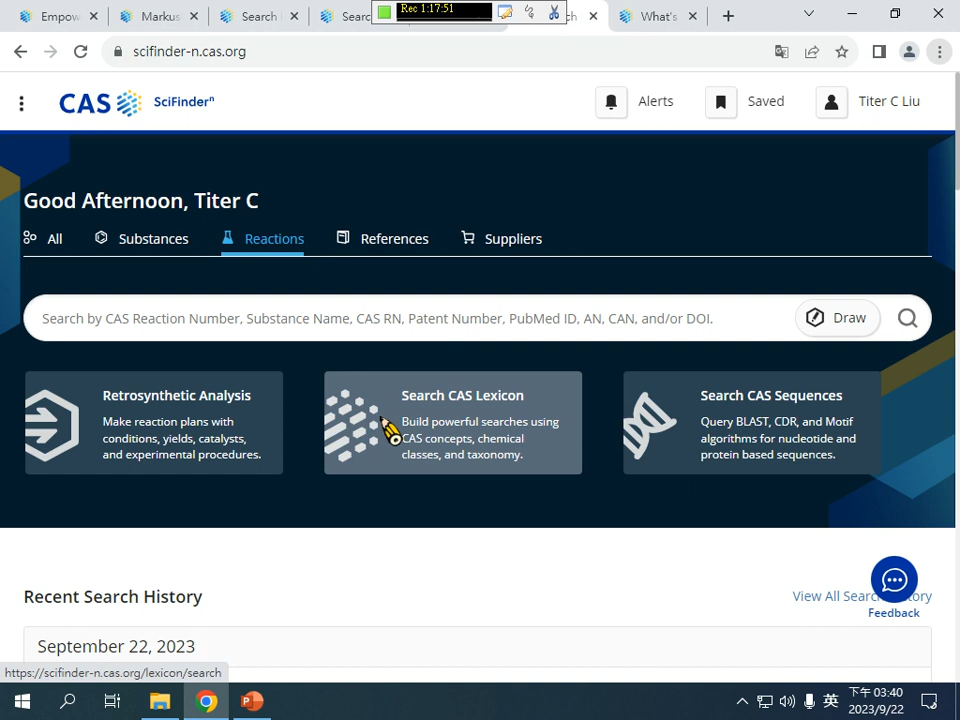 Empow
Markus
Search
Searc
Rec 1:17:51
ch
What's
scifinder-n.cas.org
CAS SciFinderⁿ
Alerts
Saved
Titer C Liu
Good Afternoon, Titer C
All
Substances
Reactions
References
Suppliers
Search by CAS Reaction Number, Substance Name, CAS RN, Patent Number, PubMed ID, AN, CAN, and/or DOI.
Draw
Retrosynthetic Analysis
Make reaction plans with
conditions, yields, catalysts,
and experimental procedures.
Search CAS Lexicon
Build powerful searches using
CAS concepts, chemical
classes, and taxonomy.
Search CAS Sequences
Query BLAST, CDR, and Motif
algorithms for nucleotide and
protein based sequences.
Recent Search History
View All Search History
Feedback
September 22, 2023
https://scifinder-n.cas.org/lexicon/search
英
下午 03:40
2023/9/22